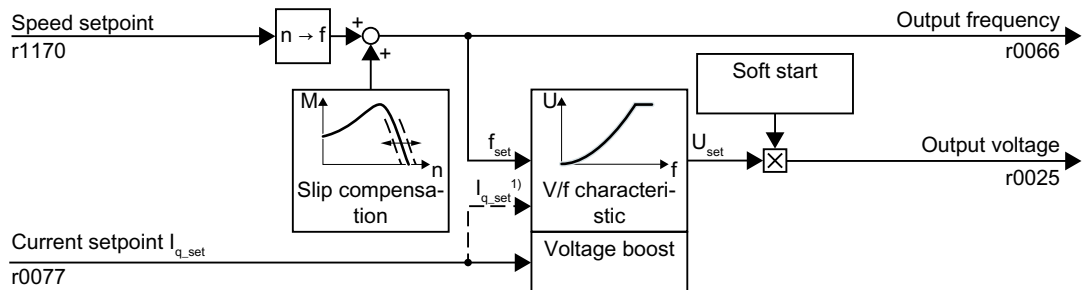 Speed setpoint
r1170
n → f
+
+
Output frequency
r0066
Soft start
M
n
Slip compensa-
tion
U
f
V/f characteri-
stic
f_set
I_q_set 1)
U_set
Output voltage
r0025
Current setpoint I_q_set
r0077
Voltage boost